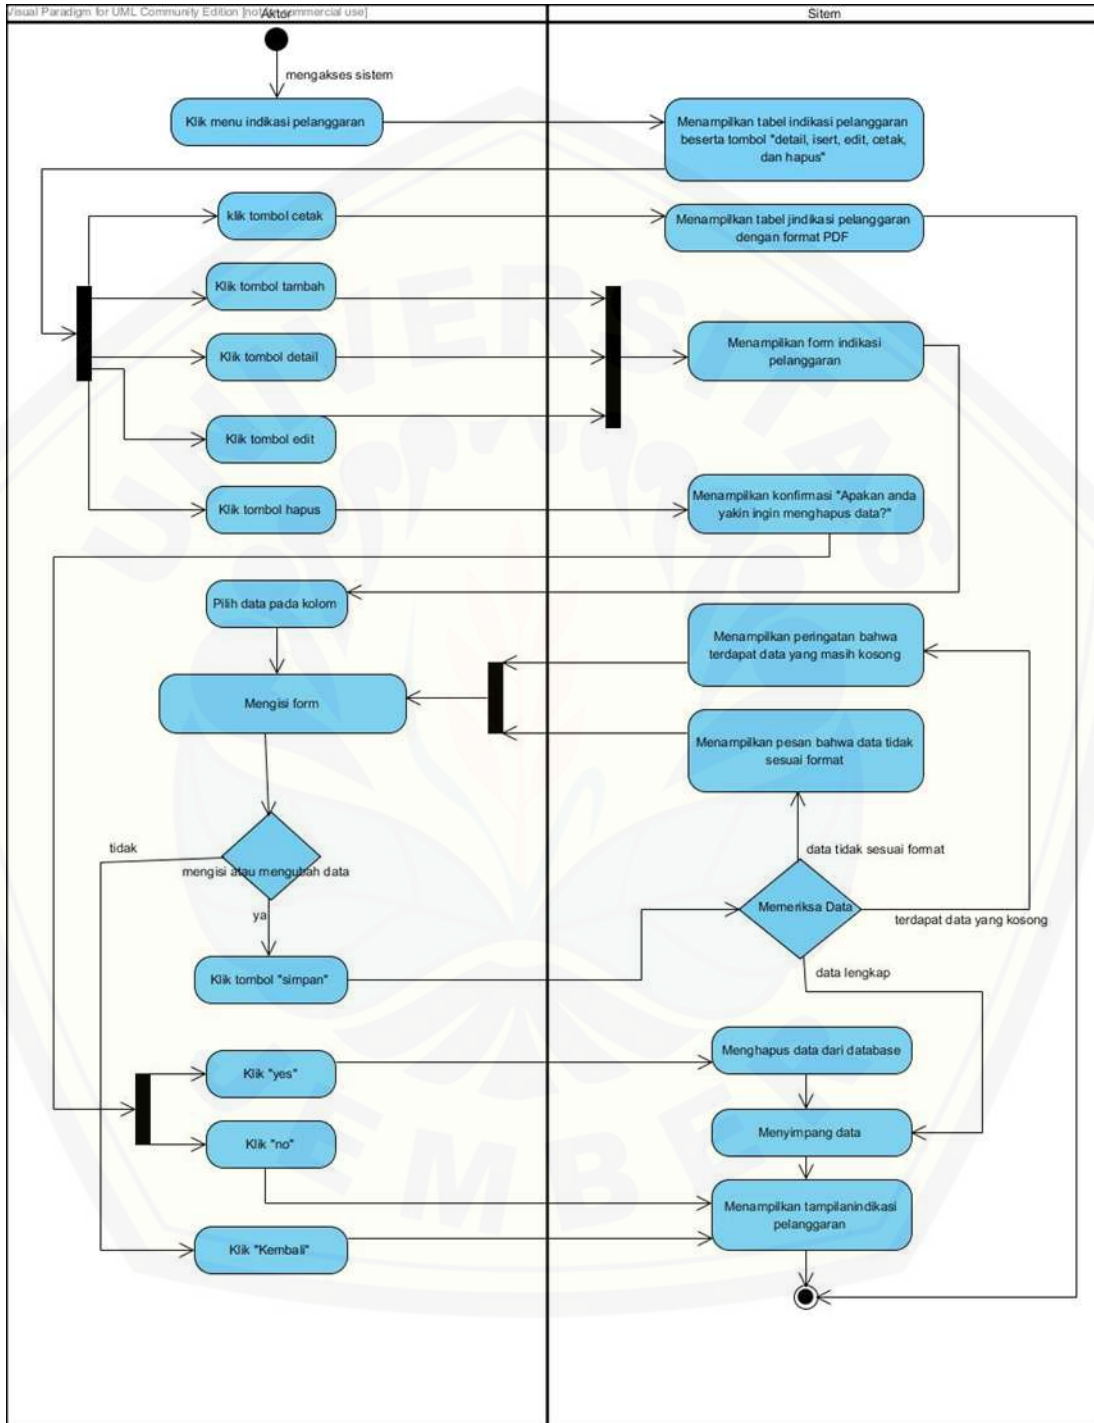 Visual Paradigm for UML Community Edition [not for commercial use]
Aktor
Sitem
mengakses sistem
Klik menu indikasi pelanggaran
Menampilkan tabel indikasi pelanggaran
beserta tombol "detail, isert, edit, cetak,
dan hapus"
klik tombol cetak
Menampilkan tabel jindikasi pelanggaran
dengan format PDF
Klik tombol tambah
Klik tombol detail
Menampilkan form indikasi
pelanggaran
Klik tombol edit
Klik tombol hapus
Menampilkan konfirmasi "Apakan anda
yakin ingin menghapus data?"
Pilih data pada kolom
Menampilkan peringatan bahwa
terdapat data yang masih kosong
Mengisi form
Menampilkan pesan bahwa data tidak
sesuai format
tidak
mengisi atau mengubah data
data tidak sesuai format
ya
Memeriksa Data
terdapat data yang kosong
Klik tombol "simpan"
data lengkap
Menghapus data dari database
Klik "yes"
Klik "no"
Menyimpang data
Menampilkan tampilanindikasi
pelanggaran
Klik "Kembali"
UNIVERSITAS
JEMBER